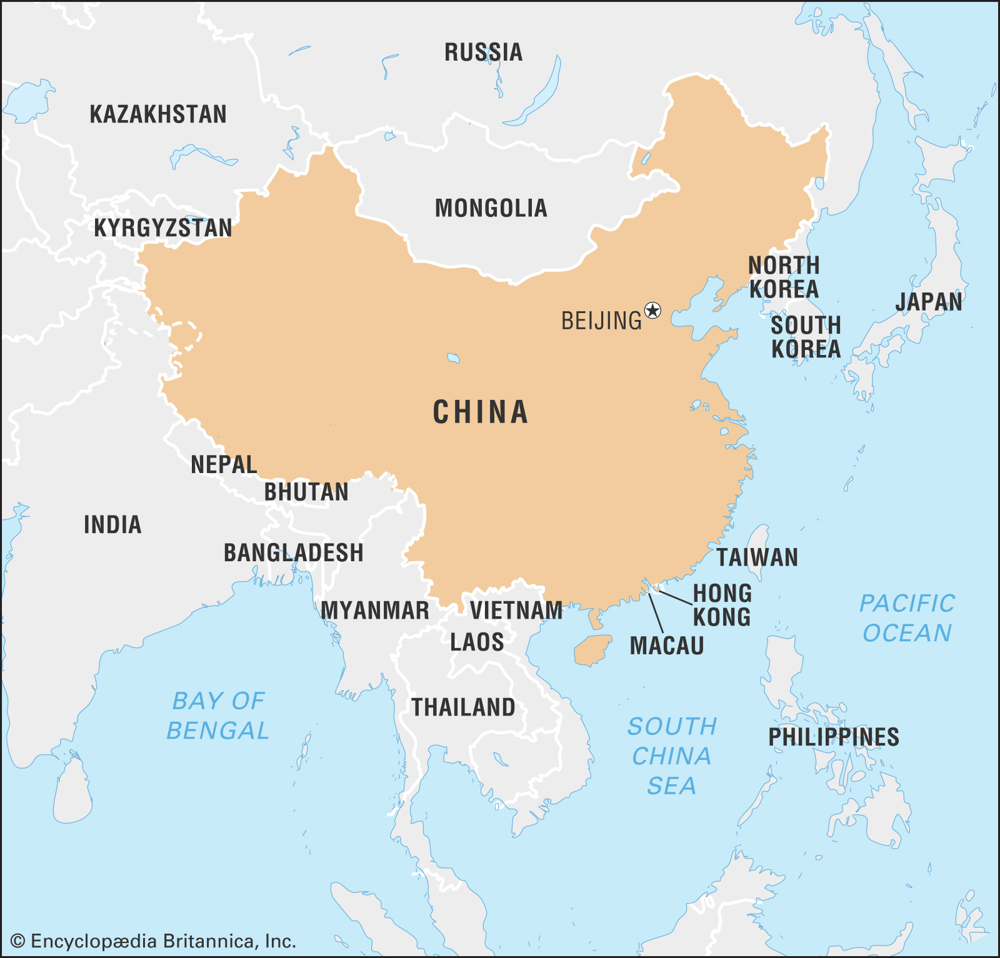 RUSSIA
KAZAKHSTAN
MONGOLIA
KYRGYZSTAN
NORTH
KOREA
JAPAN
BEIJING
SOUTH
KOREA
CHINA
NEPAL
BHUTAN
INDIA
BANGLADESH
TAIWAN
HONG
KONG
PACIFIC
OCEAN
MYANMAR
VIETNAM
LAOS
MACAU
BAY OF
BENGAL
THAILAND
SOUTH
CHINA
SEA
PHILIPPINES
© Encyclopædia Britannica, Inc.